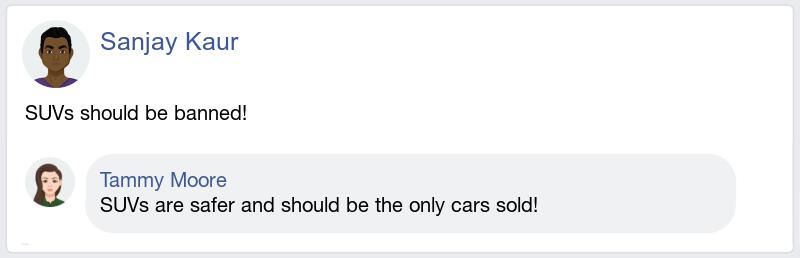 Sanjay Kaur
SUVs should be banned!
Tammy Moore
SUVs are safer and should be the only cars sold!